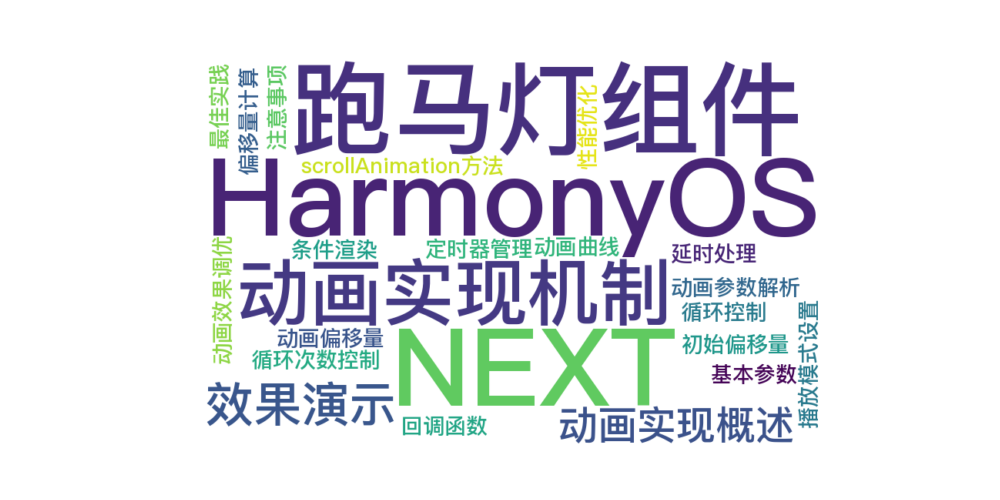 跑马灯组件
最佳实践
偏移量计算
注意事项
性能优化
scrollAnimation方法
HarmonyOS
动画效果调优
条件渲染
定时器管理
动画曲线
延时处理
动画实现机制
动画参数解析
循环控制
动画偏移量
NEXT
初始偏移量
循环次数控制
基本参数
播放模式设置
效果演示
回调函数
动画实现概述